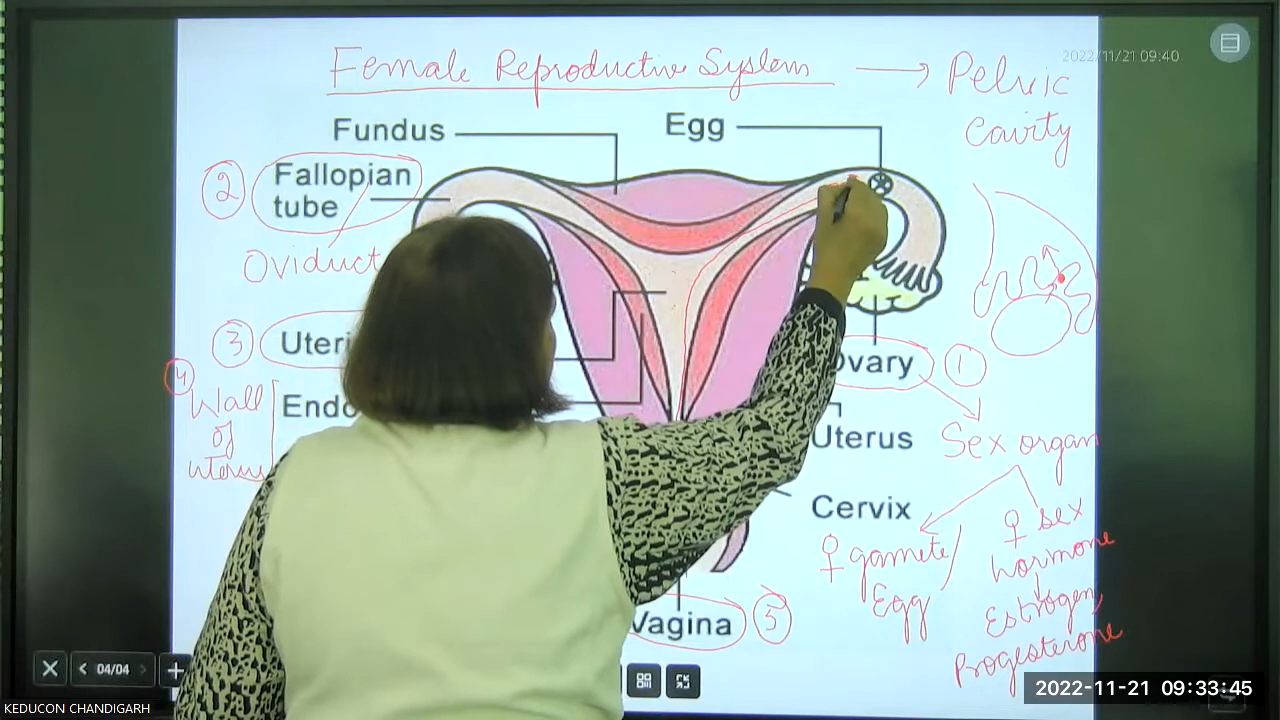 Female Reproductive System → Pelvic
Cavity
2022/11/21 09:40
Fundus
Egg
2
Fallopian
tube
Oviduct
3
Uteri
4
Wall
of
uterus
Endo
Ovary
1
Uterus
Sex organ
Cervix
♀ gamete/
Egg
♀ sex
hormone
Estrogen,
Progesterone
Vagina
5
04/04
2022-11-21 09:33:45
KEDUCON CHANDIGARH